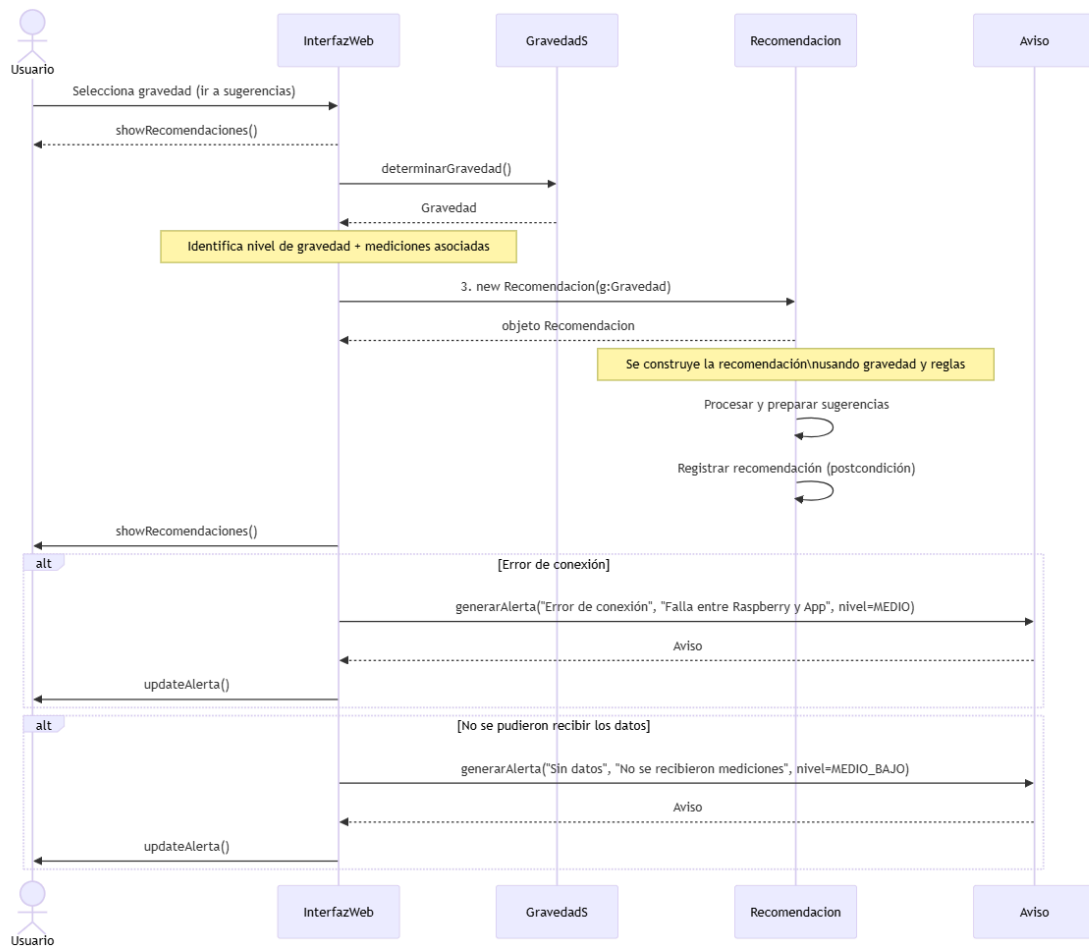 InterfazWeb
GravedadS
Recomendacion
Aviso
Usuario
Selecciona gravedad (ir a sugerencias)
showRecomendaciones()
determinarGravedad()
Gravedad
Identifica nivel de gravedad + mediciones asociadas
3. new Recomendacion(g:Gravedad)
objeto Recomendacion
Se construye la recomendación\nusando gravedad y reglas
Procesar y preparar sugerencias
Registrar recomendación (postcondición)
showRecomendaciones()
alt
[Error de conexión]
generarAlerta("Error de conexión", "Falla entre Raspberry y App", nivel=MEDIO)
Aviso
updateAlerta()
alt
[No se pudieron recibir los datos]
generarAlerta("Sin datos", "No se recibieron mediciones", nivel=MEDIO_BAJO)
Aviso
updateAlerta()
InterfazWeb
GravedadS
Recomendacion
Aviso
Usuario